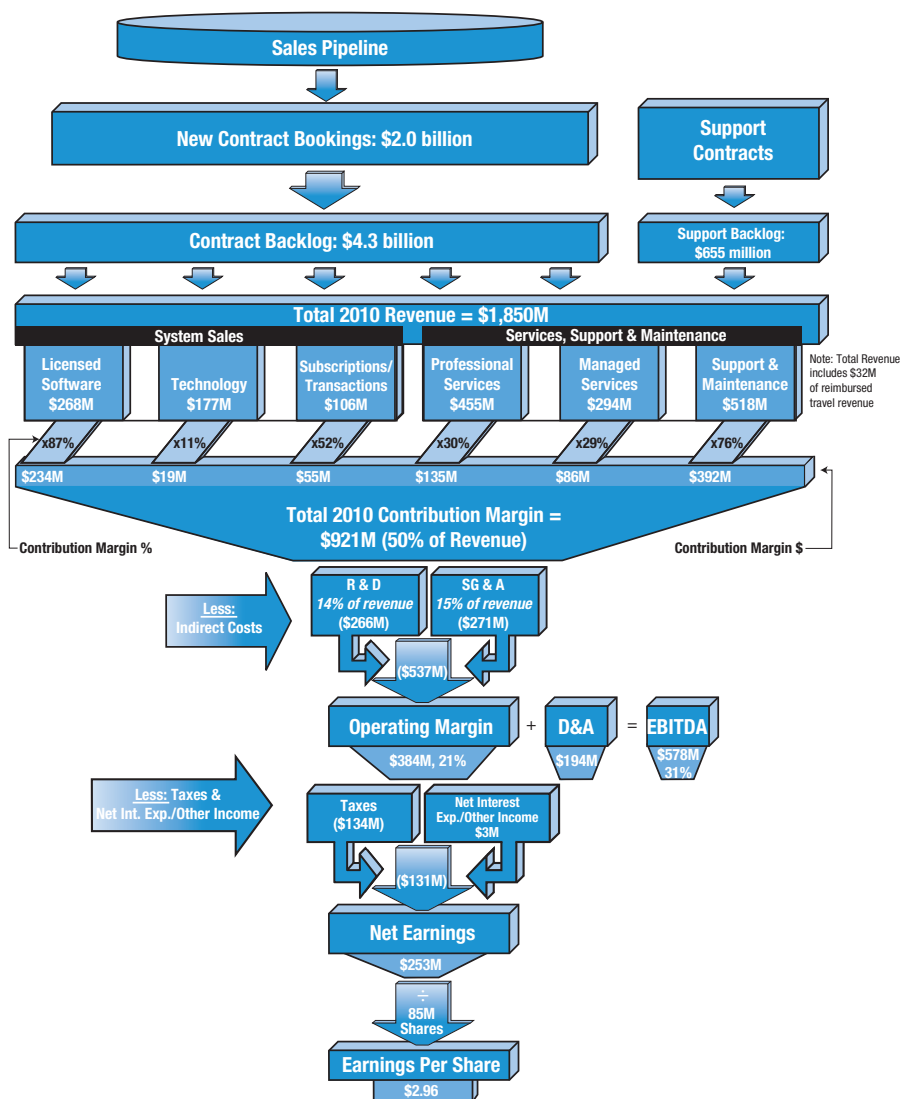 Sales Pipeline
New Contract Bookings: $2.0 billion
Support
Contracts
Contract Backlog: $4.3 billion
Support Backlog:
$655 million
Total 2010 Revenue = $1,850M
System Sales
Services, Support & Maintenance
Licensed
Software
$268M
Technology
$177M
Subscriptions/
Transactions
$106M
Professional
Services
$455M
Managed
Services
$294M
Support &
Maintenance
$518M
Note: Total Revenue
includes $32M
of reimbursed
travel revenue
x87%
x11%
x52%
x30%
x29%
x76%
$234M
$19M
$55M
$135M
$86M
$392M
Total 2010 Contribution Margin =
$921M (50% of Revenue)
Contribution Margin %
Contribution Margin $
Less:
Indirect Costs
R & D
14% of revenue
($266M)
SG & A
15% of revenue
($271M)
($537M)
Operating Margin
$384M, 21%
+
D&A
$194M
=
EBITDA
$578M
31%
Less: Taxes &
Net Int. Exp./Other Income
Taxes
($134M)
Net Interest
Exp./Other Income
$3M
($131M)
Net Earnings
$253M
÷
85M
Shares
Earnings Per Share
$2.96